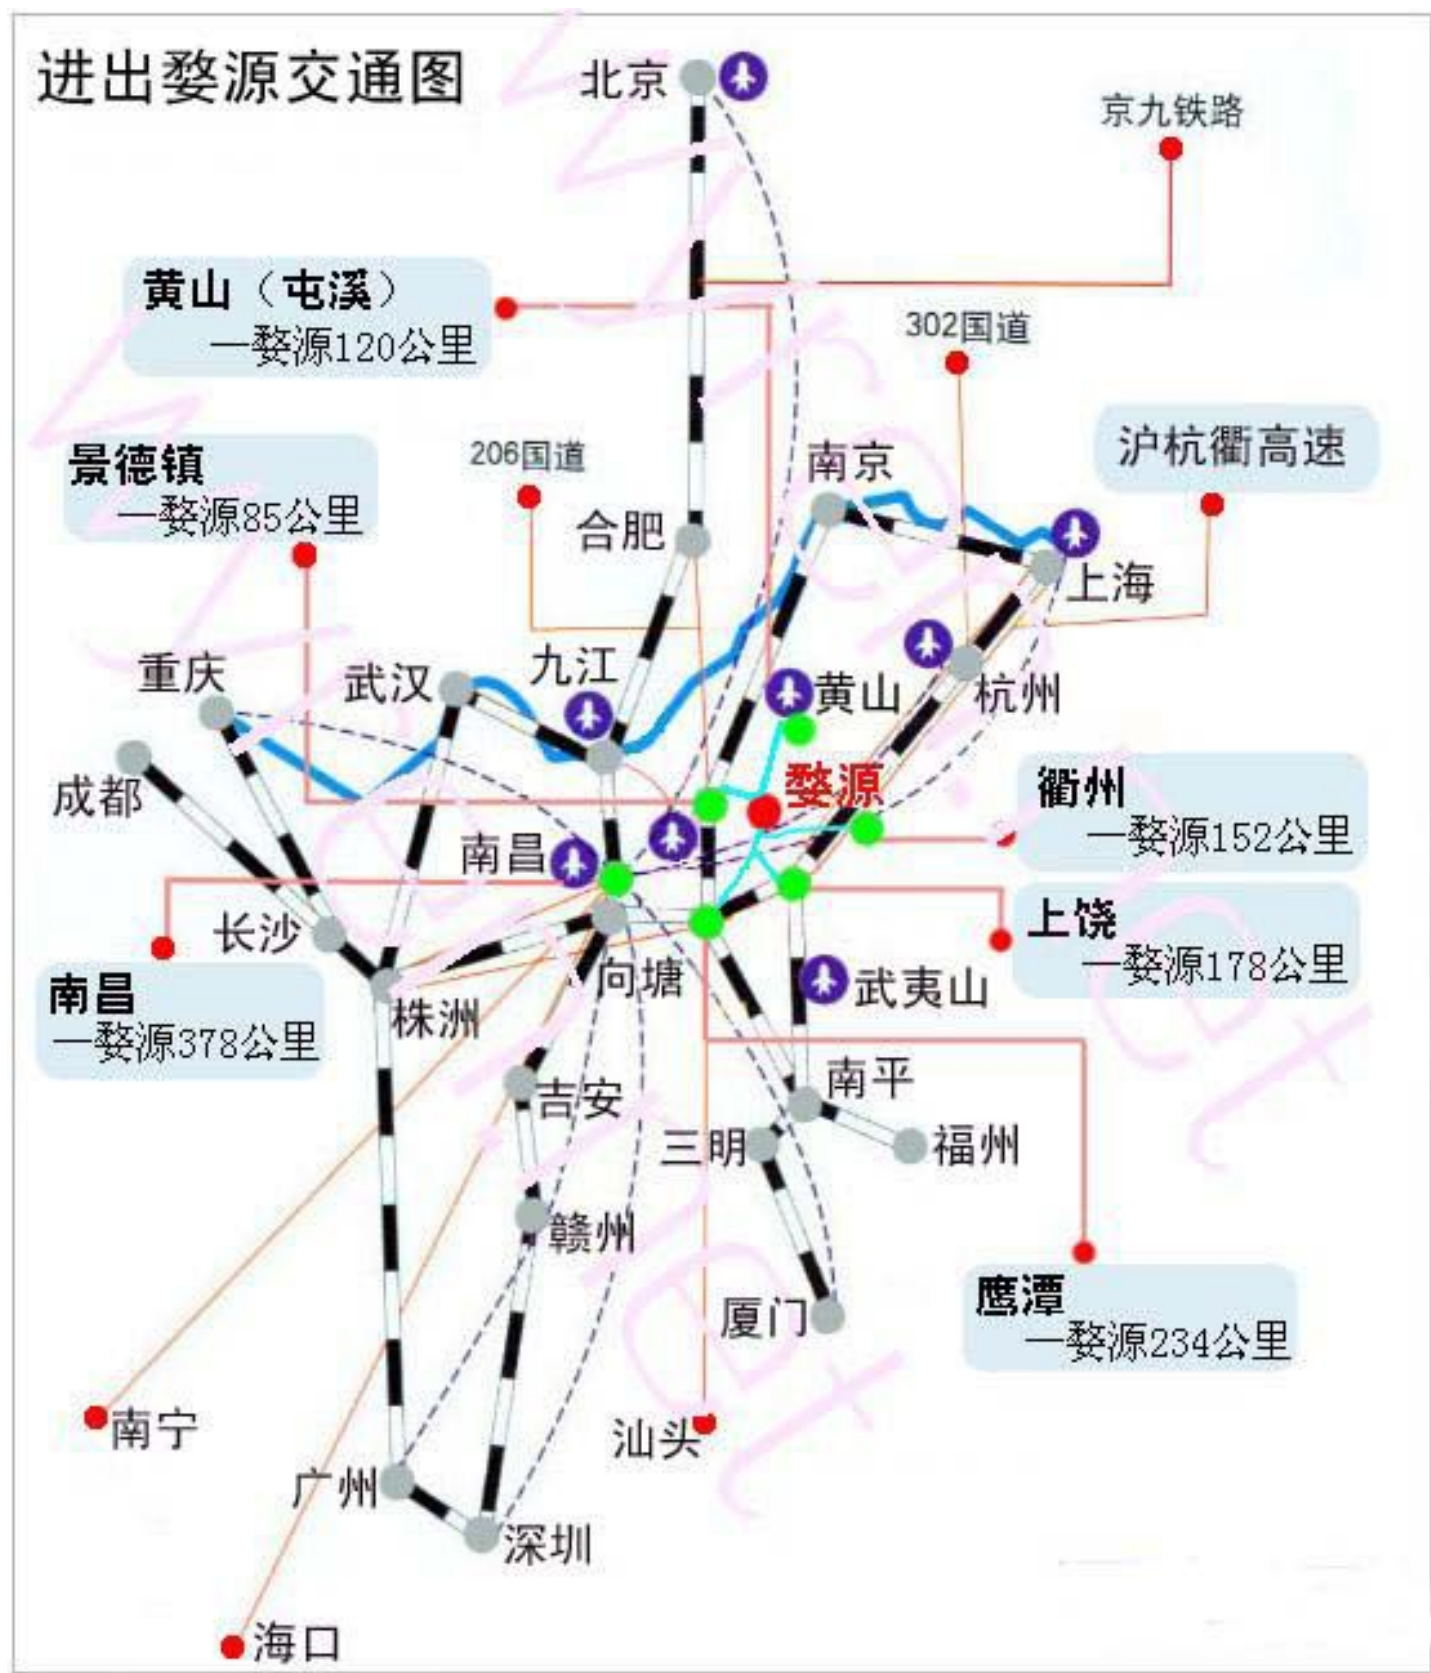 进出婺源交通图
北京
京九铁路
黄山（屯溪）
—婺源120公里
302国道
沪杭衢高速
景德镇
—婺源85公里
206国道
南京
合肥
上海
重庆
武汉
九江
黄山
杭州
成都
婺源
衢州
—婺源152公里
南昌
长沙
上饶
—婺源178公里
南昌
—婺源378公里
向塘
武夷山
株洲
吉安
南平
三明
福州
赣州
鹰潭
—婺源234公里
厦门
南宁
汕头
广州
深圳
海口